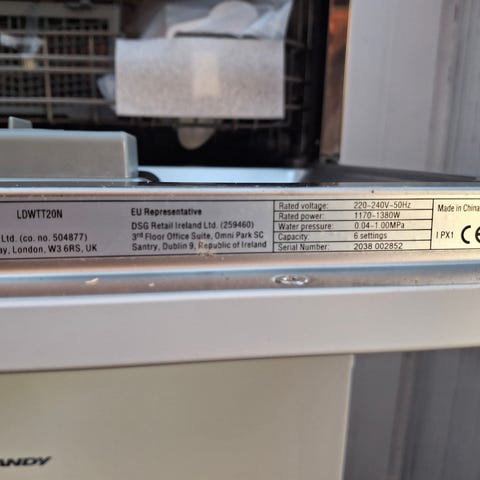 LDWTT20N
Ltd. (co. no. 504877)
ay, London, W3 6RS, UK
EU Representative
DSG Retail Ireland Ltd. (259460)
3rd Floor Office Suite, Omni Park SC
Santry, Dublin 9, Republic of Ireland
Rated voltage: 220-240V~50Hz
Rated power: 1170-1380W
Water pressure: 0.04-1.00MPa
Capacity: 6 settings
Serial Number: 2038 002852
Made in China
IPX1 CE
ANDY